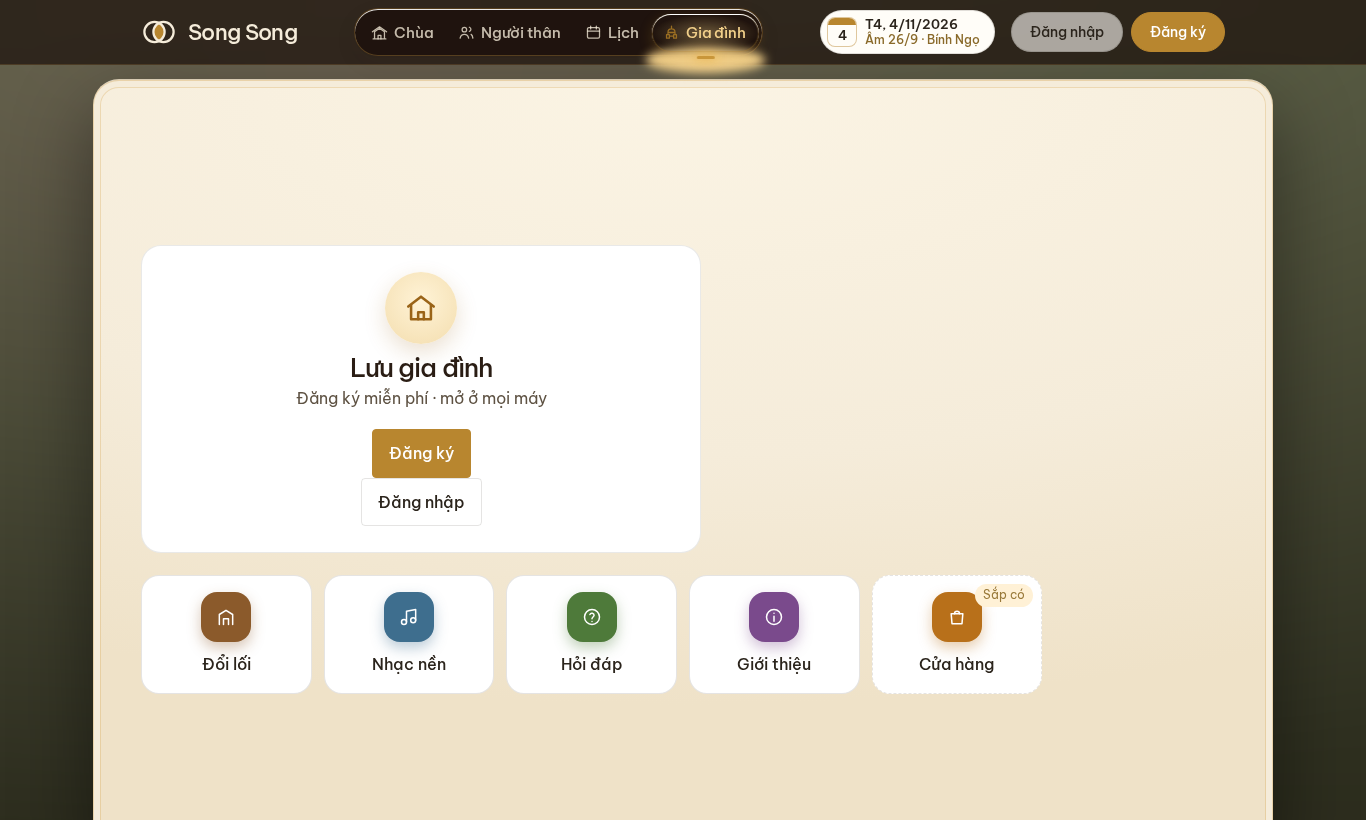 Song Song
Chùa
Người thân
Lịch
Gia đình
4
T4, 4/11/2026
Âm 26/9 · Bính Ngọ
Đăng nhập
Đăng ký
Lưu gia đình
Đăng ký miễn phí · mở ở mọi máy
Đăng ký
Đăng nhập
Đổi lối
Nhạc nền
Hỏi đáp
Giới thiệu
Sắp có
Cửa hàng